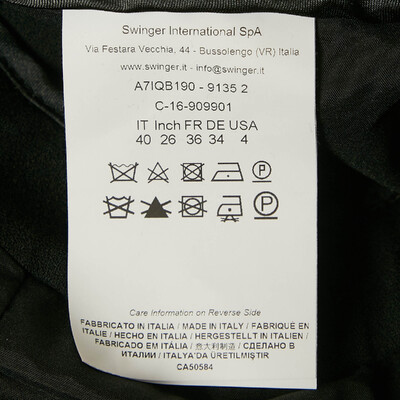 Swinger International SpA
Via Festara Vecchia, 44 - Bussolengo (VR) Italia
www.swinger.it - info@swinger.it
A7IQB190 - 9135 2
C-16-909901
IT Inch FR DE USA
40 26 36 34 4
P
P
Care Information on Reverse Side
FABBRICATO IN ITALIA / MADE IN ITALY / FABRIQUÉ EN
ITALIE / HECHO EN ITALIA / HERGESTELLT IN ITALIEN /
FABRICADO EM ITÁLIA / 意大利制造 / СДЕЛАНО В
ИТАЛИИ / ITALYA'DA ÜRETILMIŞTIR
CA50584